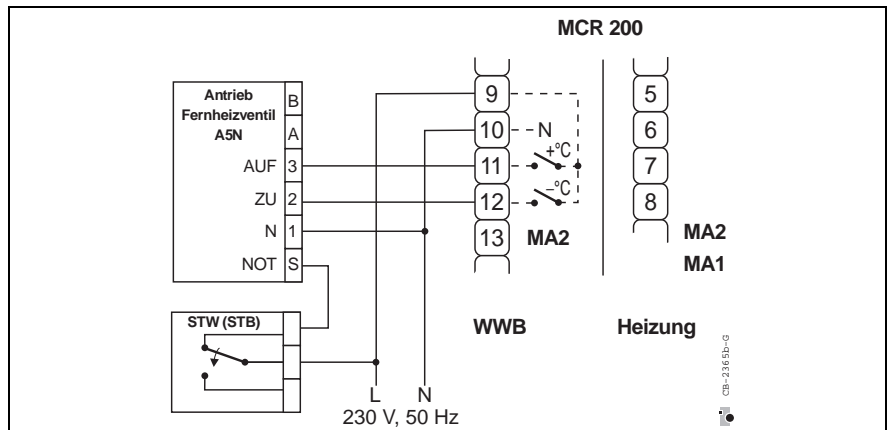 MCR 200
Antrieb
Fernheizventil
A5N
B
A
AUF 3
ZU 2
N 1
NOT S
9
10
N
11
+°C
12
–°C
13
MA2
5
6
7
8
MA2
MA1
STW (STB)
WWB
Heizung
L N
230 V, 50 Hz
CB-2365b-G